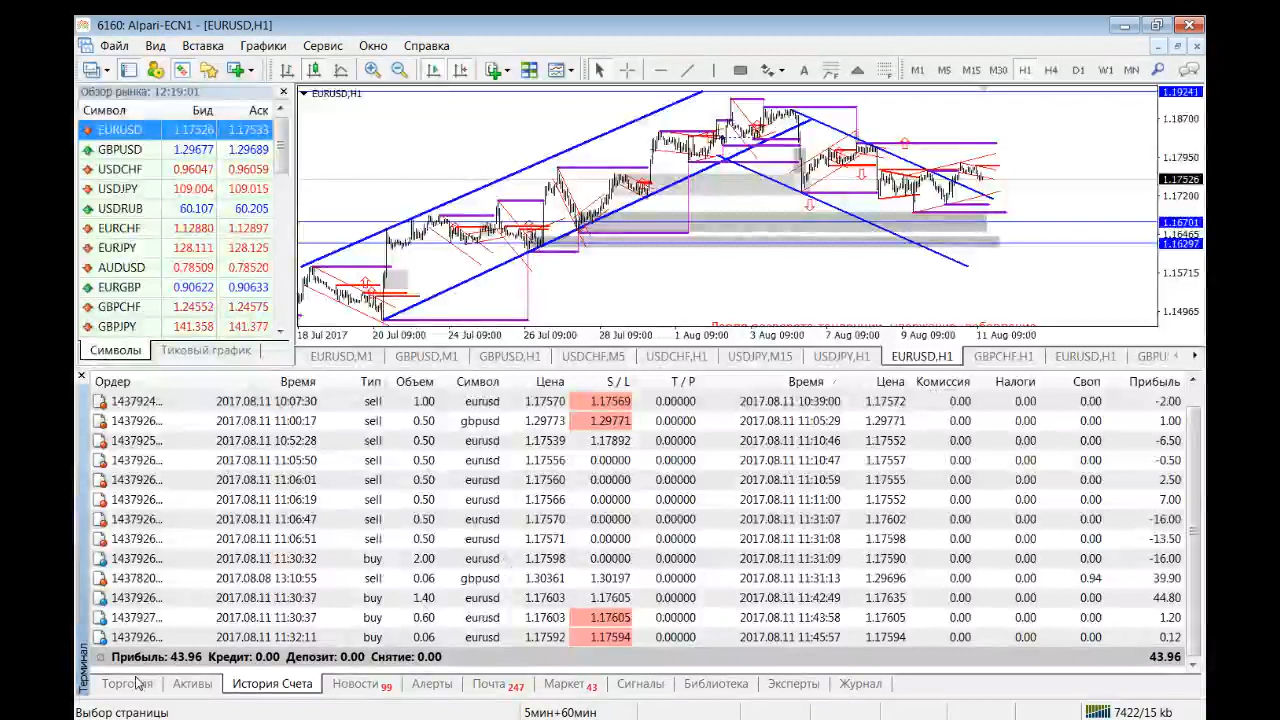 6160: Alpari-ECN1 - [EURUSD,H1]
Файл Вид Вставка Графики Сервис Окно Справка
M1 M5 M15 M30 H1 H4 D1 W1 MN
Обзор рынка: 12:19:01
Символ Бид Аск
EURUSD 1.17526 1.17533
GBPUSD 1.29677 1.29689
USDCHF 0.96047 0.96059
USDJPY 109.004 109.015
USDRUB 60.107 60.205
EURCHF 1.12880 1.12897
EURJPY 128.111 128.125
AUDUSD 0.78509 0.78520
EURGBP 0.90622 0.90633
GBPCHF 1.24552 1.24575
GBPJPY 141.358 141.377
Символы Тиковый график
EURUSD,H1
1.19241
1.18700
1.17950
1.17526
1.17200
1.16701
1.16465
1.16297
1.15715
1.14965
18 Jul 2017 20 Jul 09:00 24 Jul 09:00 26 Jul 09:00 28 Jul 09:00 1 Aug 09:00 3 Aug 09:00 7 Aug 09:00 9 Aug 09:00 11 Aug 09:00
EURUSD,M1 GBPUSD,M1 GBPUSD,H1 USDCHF,M5 USDCHF,H1 USDJPY,M15 USDJPY,H1 EURUSD,H1 GBPCHF,H1 EURUSD,H1 GBPU
Ордер Время Тип Объем Символ Цена S / L T / P Время Цена Комиссия Налоги Своп Прибыль
1437924... 2017.08.11 10:07:30 sell 1.00 eurusd 1.17570 1.17569 0.00000 2017.08.11 10:39:00 1.17572 0.00 0.00 0.00 -2.00
1437926... 2017.08.11 11:00:17 sell 0.50 gbpusd 1.29773 1.29771 0.00000 2017.08.11 11:05:29 1.29771 0.00 0.00 0.00 1.00
1437925... 2017.08.11 10:52:28 sell 0.50 eurusd 1.17539 1.17892 0.00000 2017.08.11 11:10:46 1.17552 0.00 0.00 0.00 -6.50
1437926... 2017.08.11 11:05:50 sell 0.50 eurusd 1.17556 0.00000 0.00000 2017.08.11 11:10:47 1.17557 0.00 0.00 0.00 -0.50
1437926... 2017.08.11 11:06:01 sell 0.50 eurusd 1.17560 0.00000 0.00000 2017.08.11 11:10:59 1.17555 0.00 0.00 0.00 2.50
1437926... 2017.08.11 11:06:19 sell 0.50 eurusd 1.17566 0.00000 0.00000 2017.08.11 11:11:00 1.17552 0.00 0.00 0.00 7.00
1437926... 2017.08.11 11:06:47 sell 0.50 eurusd 1.17570 0.00000 0.00000 2017.08.11 11:31:07 1.17602 0.00 0.00 0.00 -16.00
1437926... 2017.08.11 11:06:51 sell 0.50 eurusd 1.17571 0.00000 0.00000 2017.08.11 11:31:08 1.17598 0.00 0.00 0.00 -13.50
1437926... 2017.08.11 11:30:32 buy 2.00 eurusd 1.17598 0.00000 0.00000 2017.08.11 11:31:09 1.17590 0.00 0.00 0.00 -16.00
1437820... 2017.08.08 13:10:55 sell 0.06 gbpusd 1.30361 1.30197 0.00000 2017.08.11 11:31:13 1.29696 0.00 0.00 0.94 39.90
1437926... 2017.08.11 11:30:37 buy 1.40 eurusd 1.17603 1.17605 0.00000 2017.08.11 11:42:49 1.17635 0.00 0.00 0.00 44.80
1437927... 2017.08.11 11:30:37 buy 0.60 eurusd 1.17603 1.17605 0.00000 2017.08.11 11:43:58 1.17605 0.00 0.00 0.00 1.20
1437926... 2017.08.11 11:32:11 buy 0.06 eurusd 1.17592 1.17594 0.00000 2017.08.11 11:45:57 1.17594 0.00 0.00 0.00 0.12
Прибыль: 43.96 Кредит: 0.00 Депозит: 0.00 Снятие: 0.00 43.96
Терминал
Торговля Активы История Счета Новости 99 Алерты Почта 247 Маркет 43 Сигналы Библиотека Эксперты Журнал
Выбор страницы 5мин+60мин 7422/15 kb